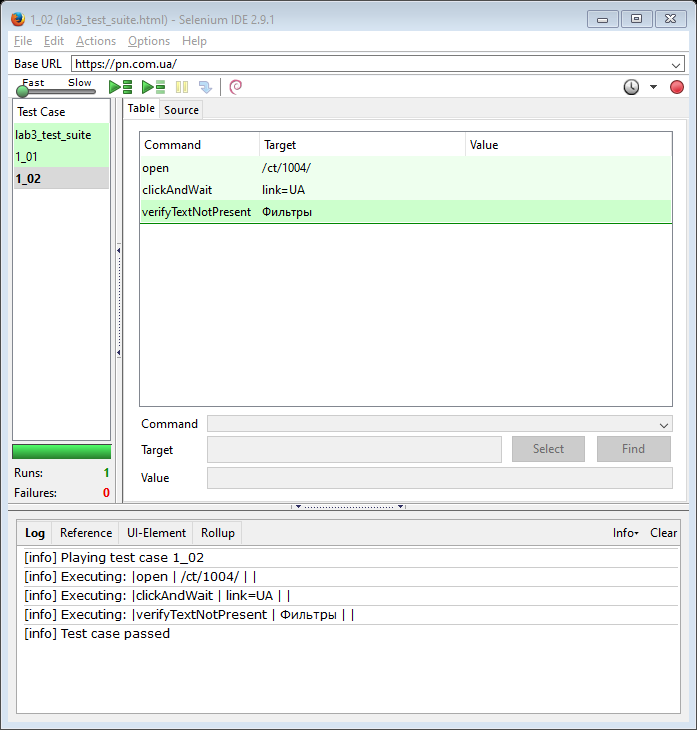 1_02 (lab3_test_suite.html) - Selenium IDE 2.9.1
File Edit Actions Options Help
Base URL https://pn.com.ua/
Fast Slow
Test Case
lab3_test_suite
1_01
1_02
Runs: 1
Failures: 0
Table Source
Command Target Value
open /ct/1004/
clickAndWait link=UA
verifyTextNotPresent Фильтры
Command
Target Select Find
Value
Log Reference UI-Element Rollup Info Clear
[info] Playing test case 1_02
[info] Executing: |open | /ct/1004/ | |
[info] Executing: |clickAndWait | link=UA | |
[info] Executing: |verifyTextNotPresent | Фильтры | |
[info] Test case passed